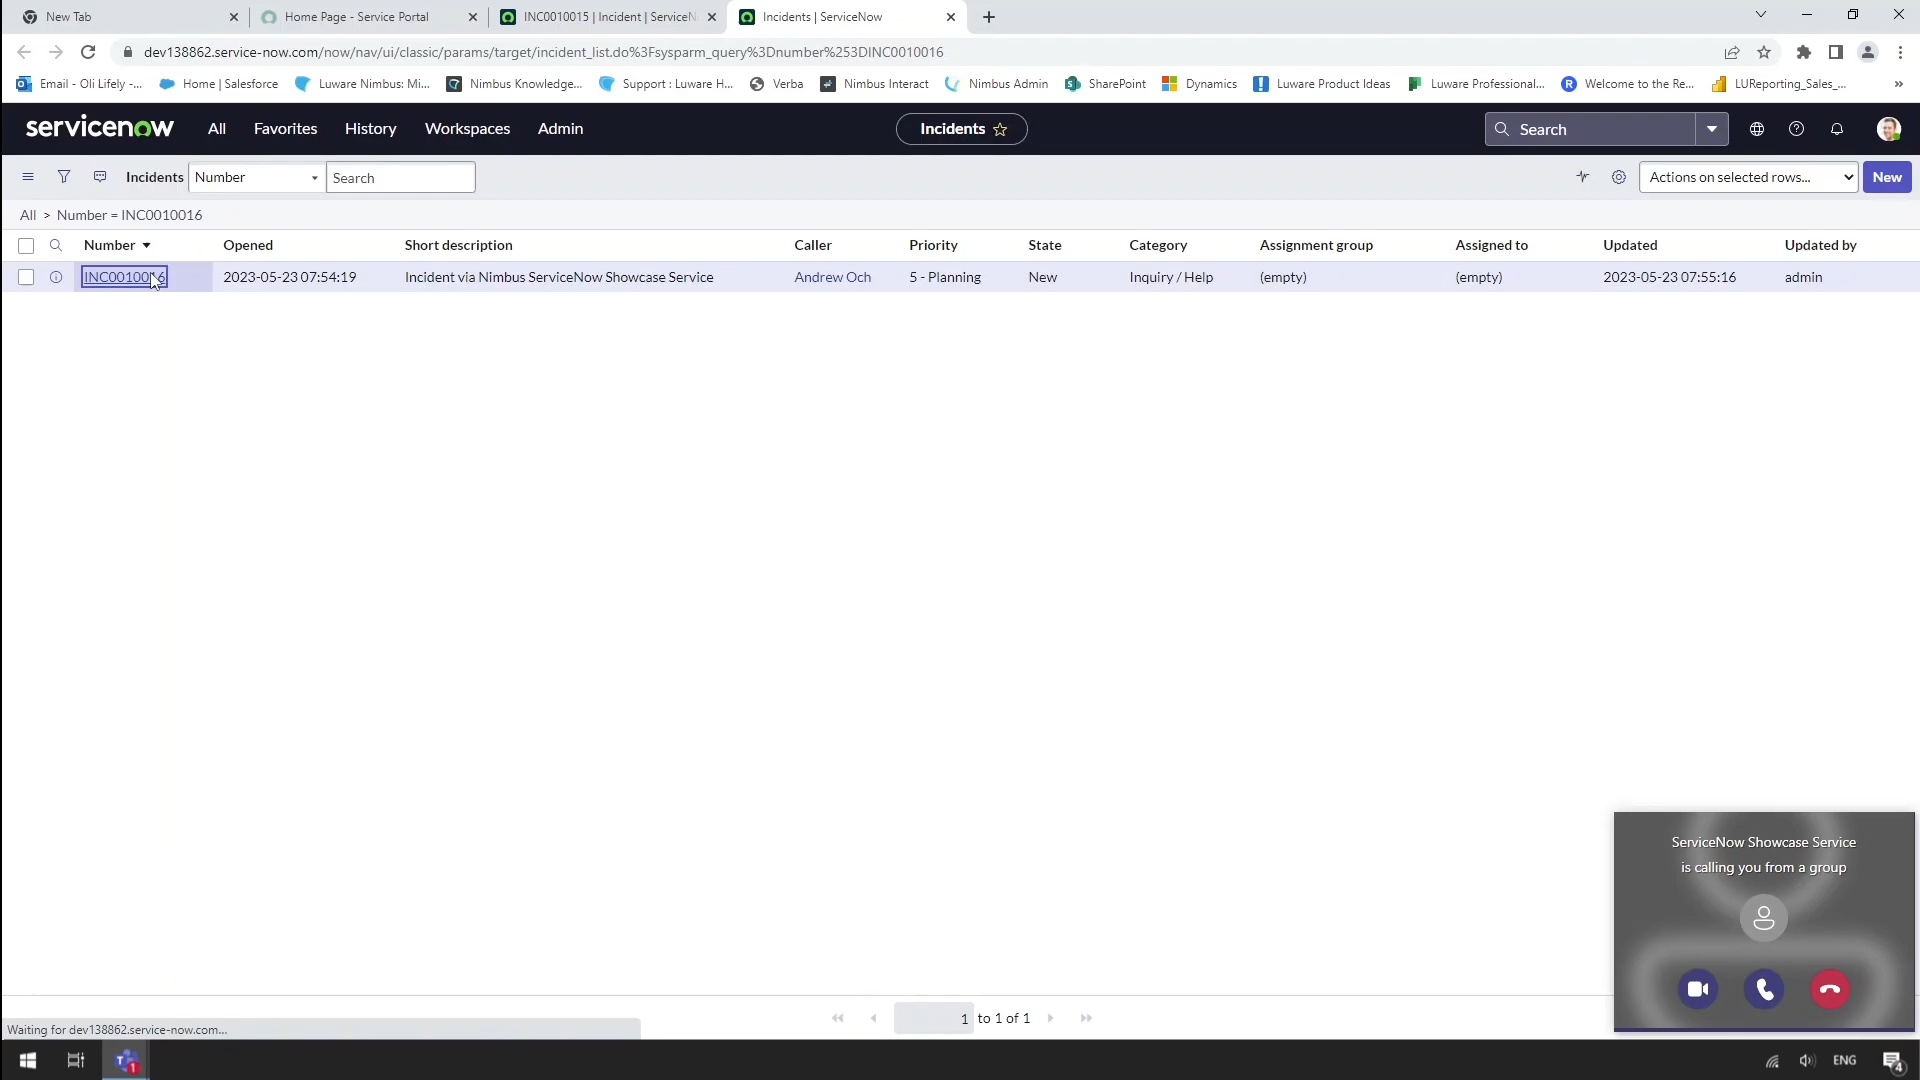 New Tab
Home Page - Service Portal
INC0010015 | Incident | ServiceN
Incidents | ServiceNow
dev138862.service-now.com/now/nav/ui/classic/params/target/incident_list.do%3Fsysparm_query%3Dnumber%253DINC0010016
Email - Oli Lifely -...
Home | Salesforce
Luware Nimbus: Mi...
Nimbus Knowledge...
Support : Luware H...
Verba
Nimbus Interact
Nimbus Admin
SharePoint
Dynamics
Luware Product Ideas
Luware Professional...
Welcome to the Re...
LUReporting_Sales_...
servicenow
All
Favorites
History
Workspaces
Admin
Incidents
Search
Incidents
Number
Search
Actions on selected rows...
New
All > Number = INC0010016
Number
Opened
Short description
Caller
Priority
State
Category
Assignment group
Assigned to
Updated
Updated by
INC0010016
2023-05-23 07:54:19
Incident via Nimbus ServiceNow Showcase Service
Andrew Och
5 - Planning
New
Inquiry / Help
(empty)
(empty)
2023-05-23 07:55:16
admin
ServiceNow Showcase Service
is calling you from a group
1 to 1 of 1
Waiting for dev138862.service-now.com...
T 1
ENG
4